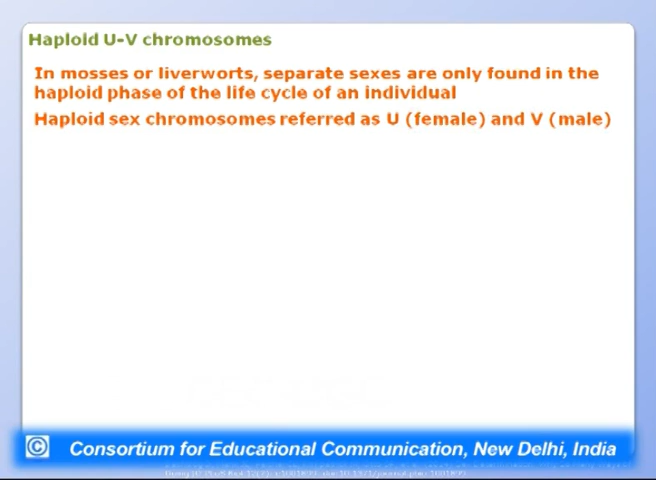 Haploid U-V chromosomes
In mosses or liverworts, separate sexes are only found in the
haploid phase of the life cycle of an individual
Haploid sex chromosomes referred as U (female) and V (male)
© Consortium for Educational Communication, New Delhi, India